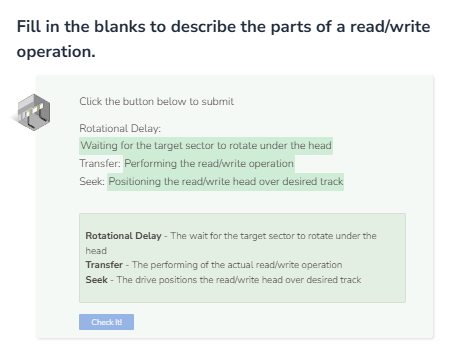 Fill in the blanks to describe the parts of a read/write
operation.
Click the button below to submit
Rotational Delay:
Waiting for the target sector to rotate under the head
Transfer: Performing the read/write operation
Seek: Positioning the read/write head over desired track
Rotational Delay - The wait for the target sector to rotate under the
head
Transfer - The performing of the actual read/write operation
Seek - The drive positions the read/write head over desired track
Check It!